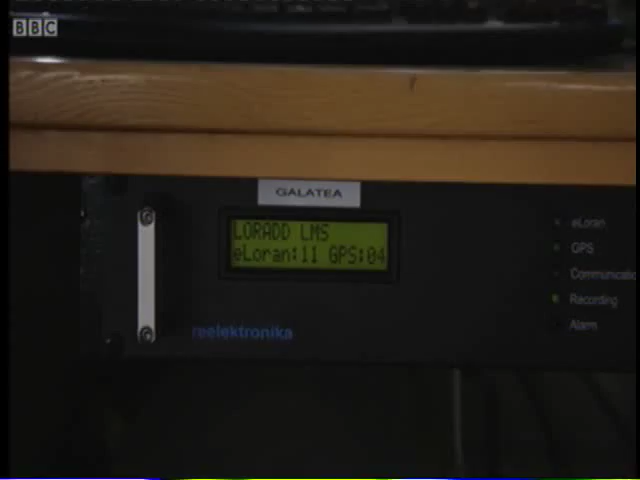 BBC
GALATEA
LORADD LMS
eLoran:11 GPS:04
reelektronika
eLoran
GPS
Communicatio
Recording
Alarm